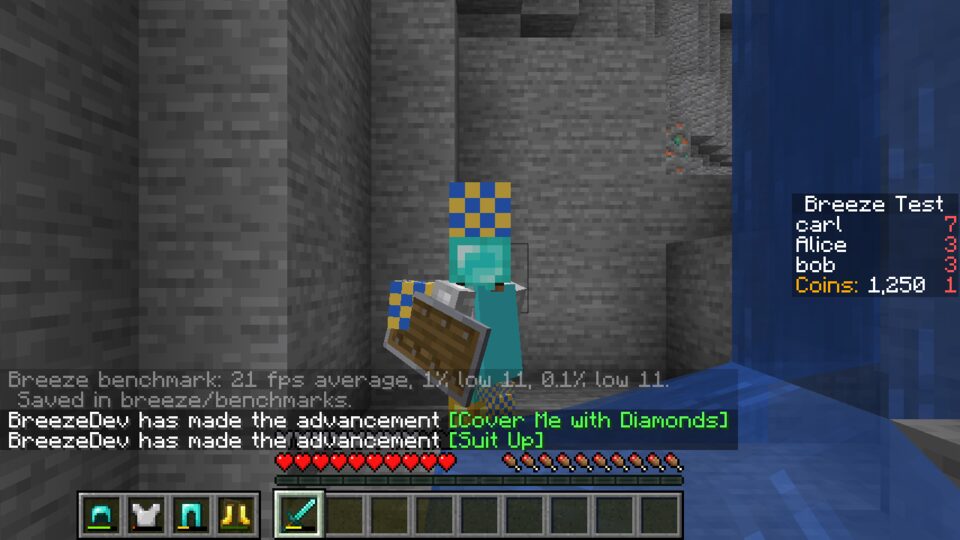 Breeze Test
carl 7
Alice 3
bob 3
Coins: 1,250 1
Breeze benchmark: 21 fps average, 1% low 11, 0.1% low 11.
Saved in breeze/benchmarks.
BreezeDev has made the advancement [Cover Me with Diamonds]
BreezeDev has made the advancement [Suit Up]